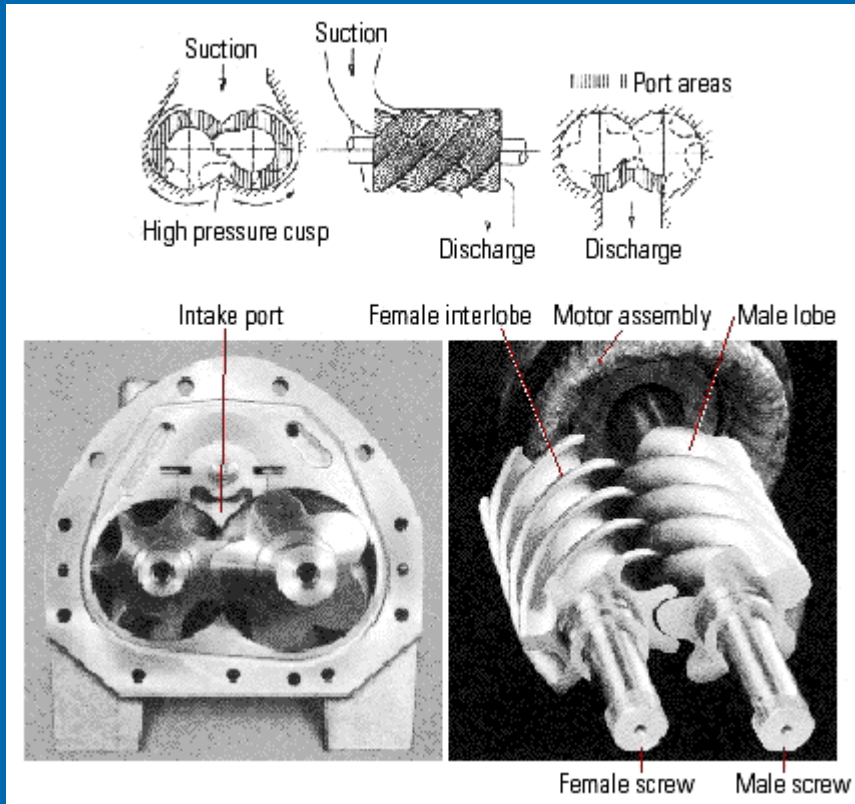 Suction
Suction
Port areas
High pressure cusp
Discharge
Discharge
Intake port
Female interlobe
Motor assembly
Male lobe
Female screw
Male screw